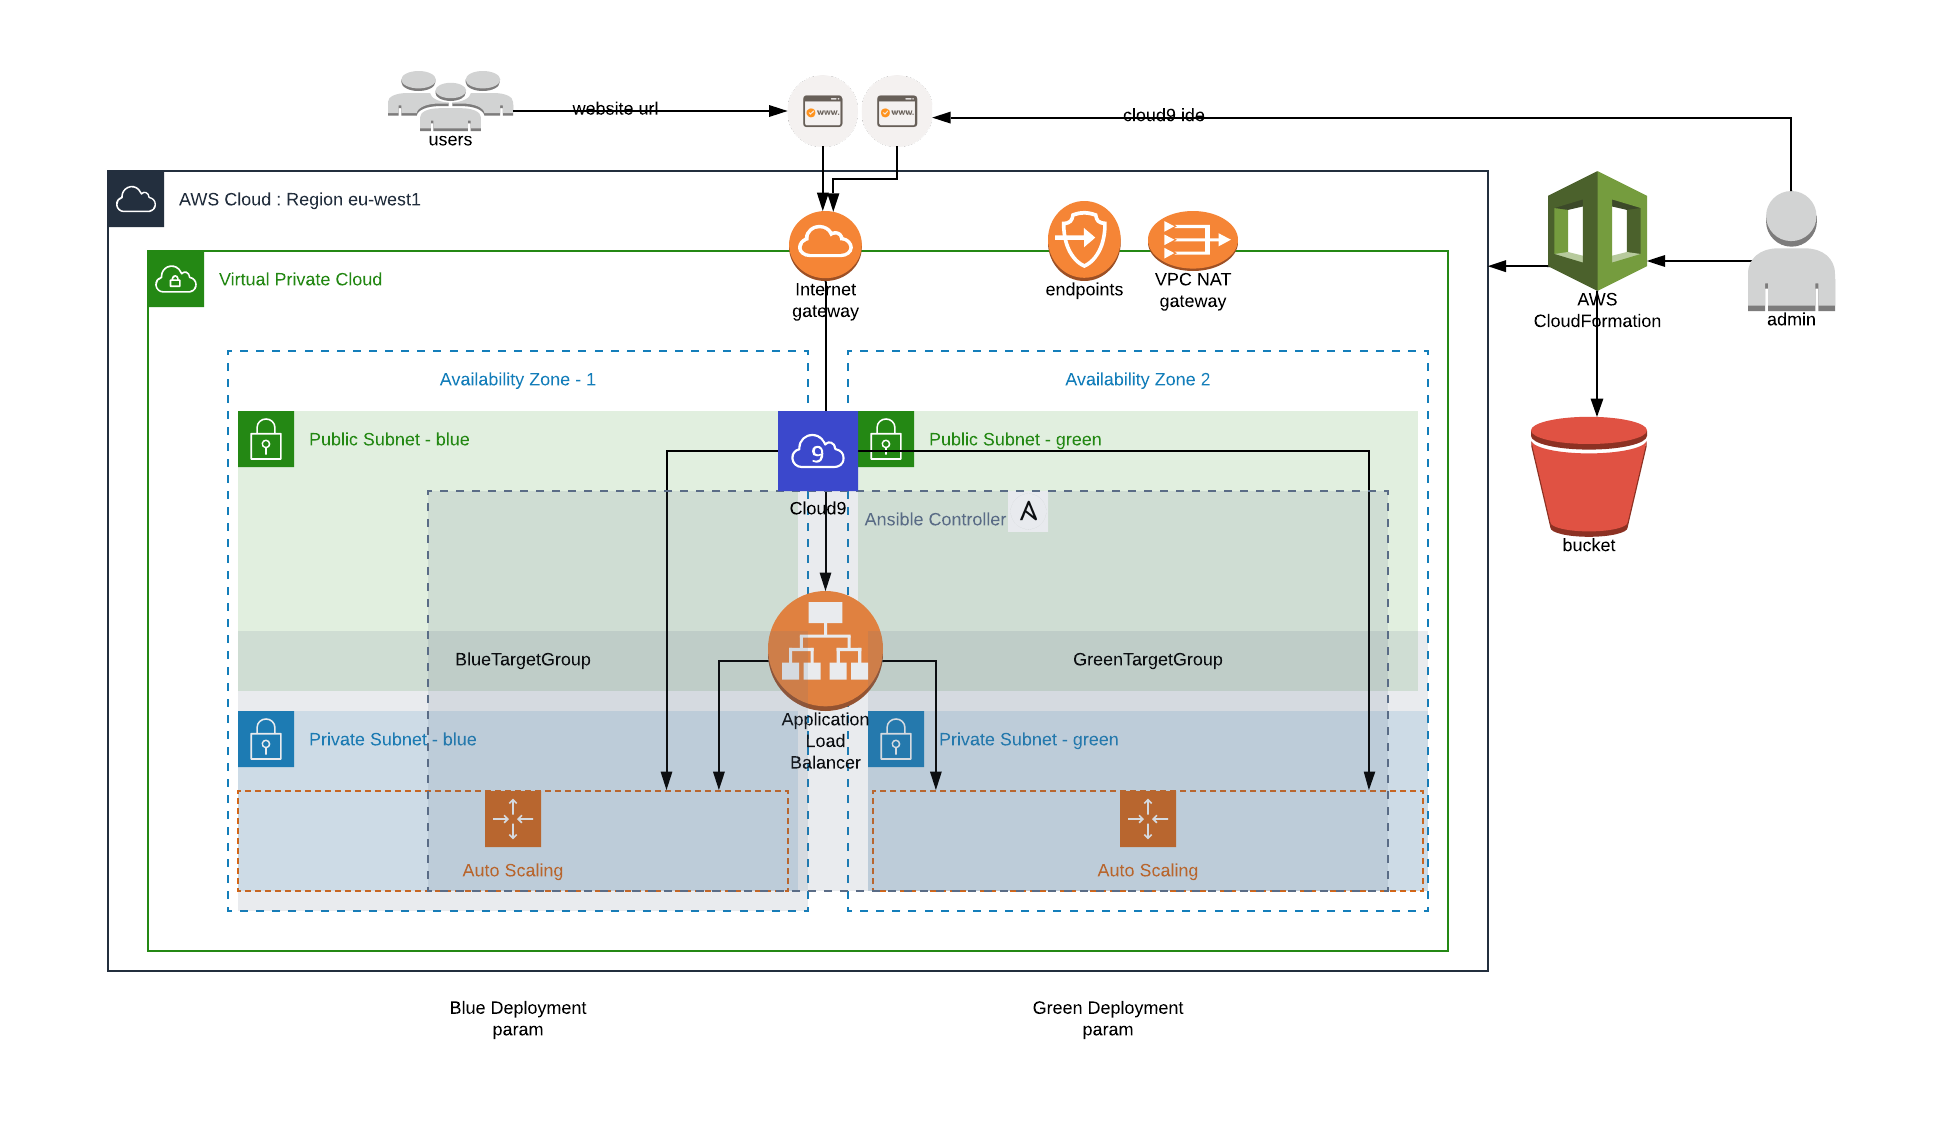 website url
www.
www.
cloud9 ide
users
AWS Cloud : Region eu-west1
Virtual Private Cloud
Internet
gateway
endpoints
VPC NAT
gateway
AWS
CloudFormation
admin
Availability Zone - 1
Availability Zone 2
Public Subnet - blue
9
Public Subnet - green
Cloud9
Ansible Controller
bucket
BlueTargetGroup
GreenTargetGroup
Application
Load
Balancer
Private Subnet - blue
Private Subnet - green
Auto Scaling
Auto Scaling
Blue Deployment
param
Green Deployment
param